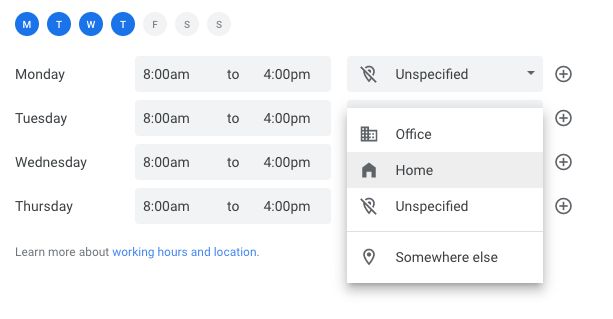 M T W T F S S
Monday 8:00am to 4:00pm Unspecified
Tuesday 8:00am to 4:00pm
Office
Wednesday 8:00am to 4:00pm
Home
Thursday 8:00am to 4:00pm
Unspecified
Somewhere else
Learn more about working hours and location.